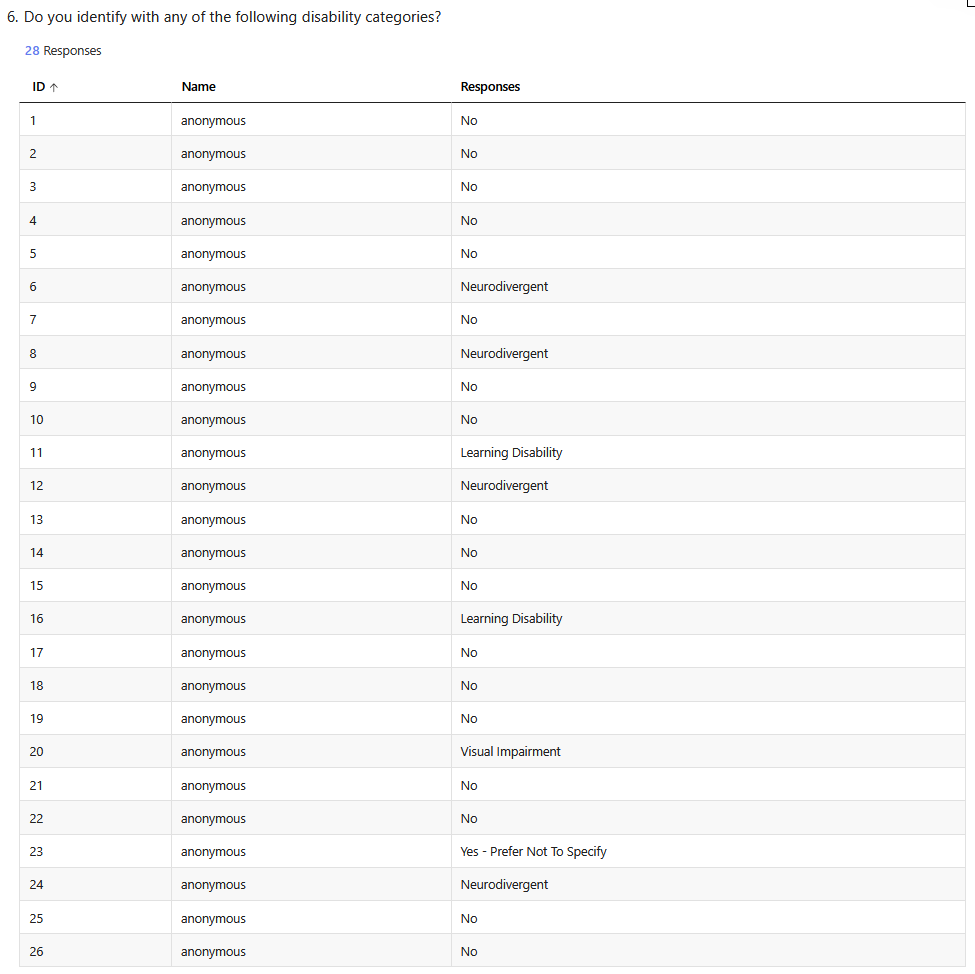 6. Do you identify with any of the following disability categories?
28 Responses
ID ↑ Name Responses
1 anonymous No
2 anonymous No
3 anonymous No
4 anonymous No
5 anonymous No
6 anonymous Neurodivergent
7 anonymous No
8 anonymous Neurodivergent
9 anonymous No
10 anonymous No
11 anonymous Learning Disability
12 anonymous Neurodivergent
13 anonymous No
14 anonymous No
15 anonymous No
16 anonymous Learning Disability
17 anonymous No
18 anonymous No
19 anonymous No
20 anonymous Visual Impairment
21 anonymous No
22 anonymous No
23 anonymous Yes - Prefer Not To Specify
24 anonymous Neurodivergent
25 anonymous No
26 anonymous No